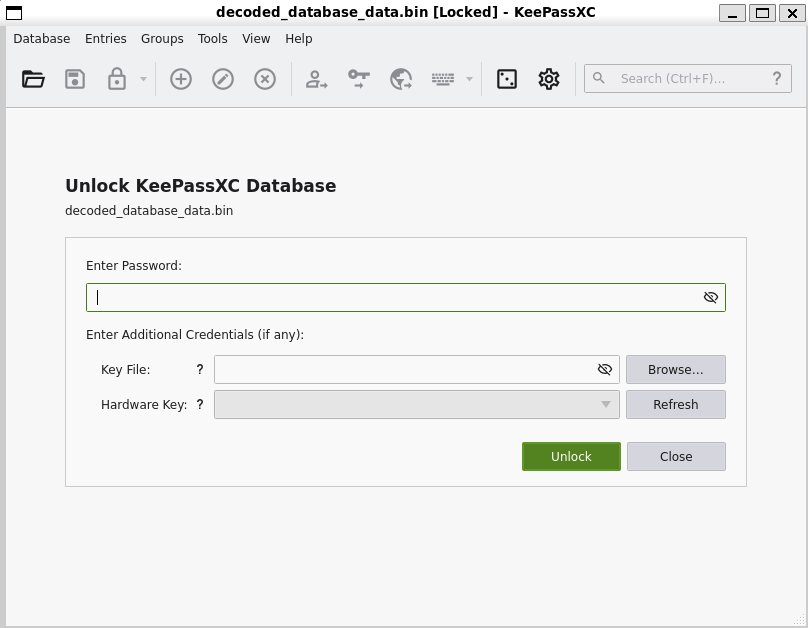 decoded_database_data.bin [Locked] - KeePassXC
Database Entries Groups Tools View Help
Search (Ctrl+F)... ?
Unlock KeePassXC Database
decoded_database_data.bin
Enter Password:
Enter Additional Credentials (if any):
Key File: ? Browse...
Hardware Key: ? Refresh
Unlock Close